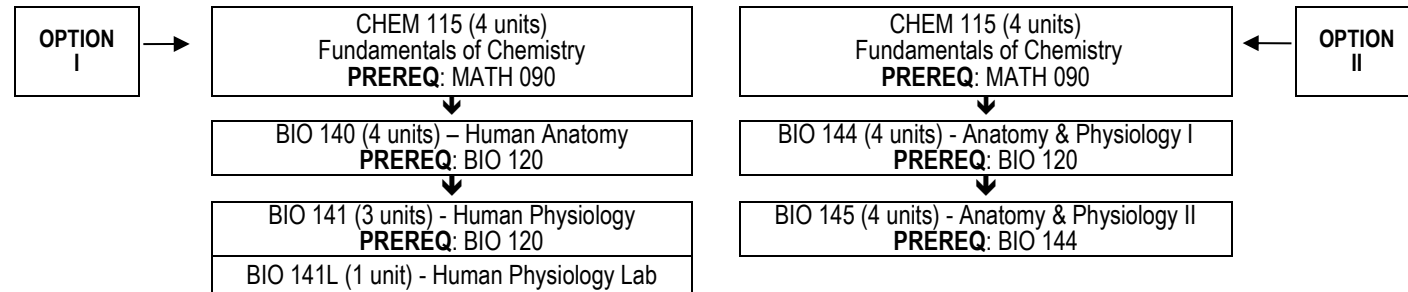 OPTION
I
CHEM 115 (4 units)
Fundamentals of Chemistry
PREREQ: MATH 090
BIO 140 (4 units) – Human Anatomy
PREREQ: BIO 120
BIO 141 (3 units) - Human Physiology
PREREQ: BIO 120
BIO 141L (1 unit) - Human Physiology Lab
CHEM 115 (4 units)
Fundamentals of Chemistry
PREREQ: MATH 090
BIO 144 (4 units) - Anatomy & Physiology I
PREREQ: BIO 120
BIO 145 (4 units) - Anatomy & Physiology II
PREREQ: BIO 144
OPTION
II